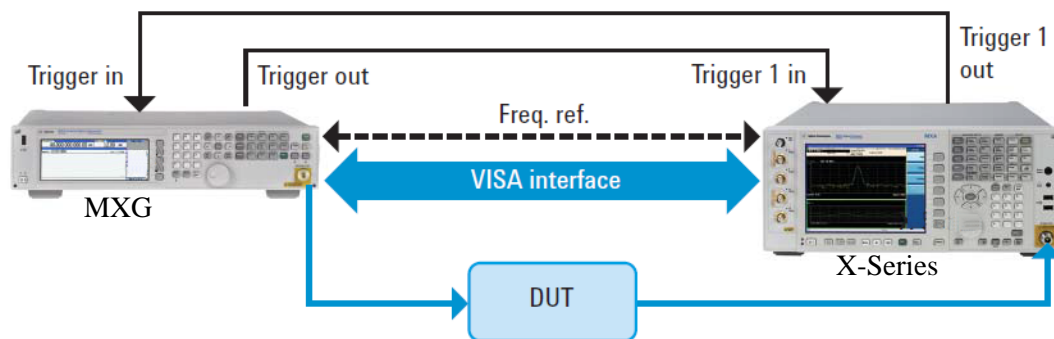 Trigger in
Trigger out
Trigger 1 in
Trigger 1
out
Freq. ref.
VISA interface
MXG
X-Series
DUT